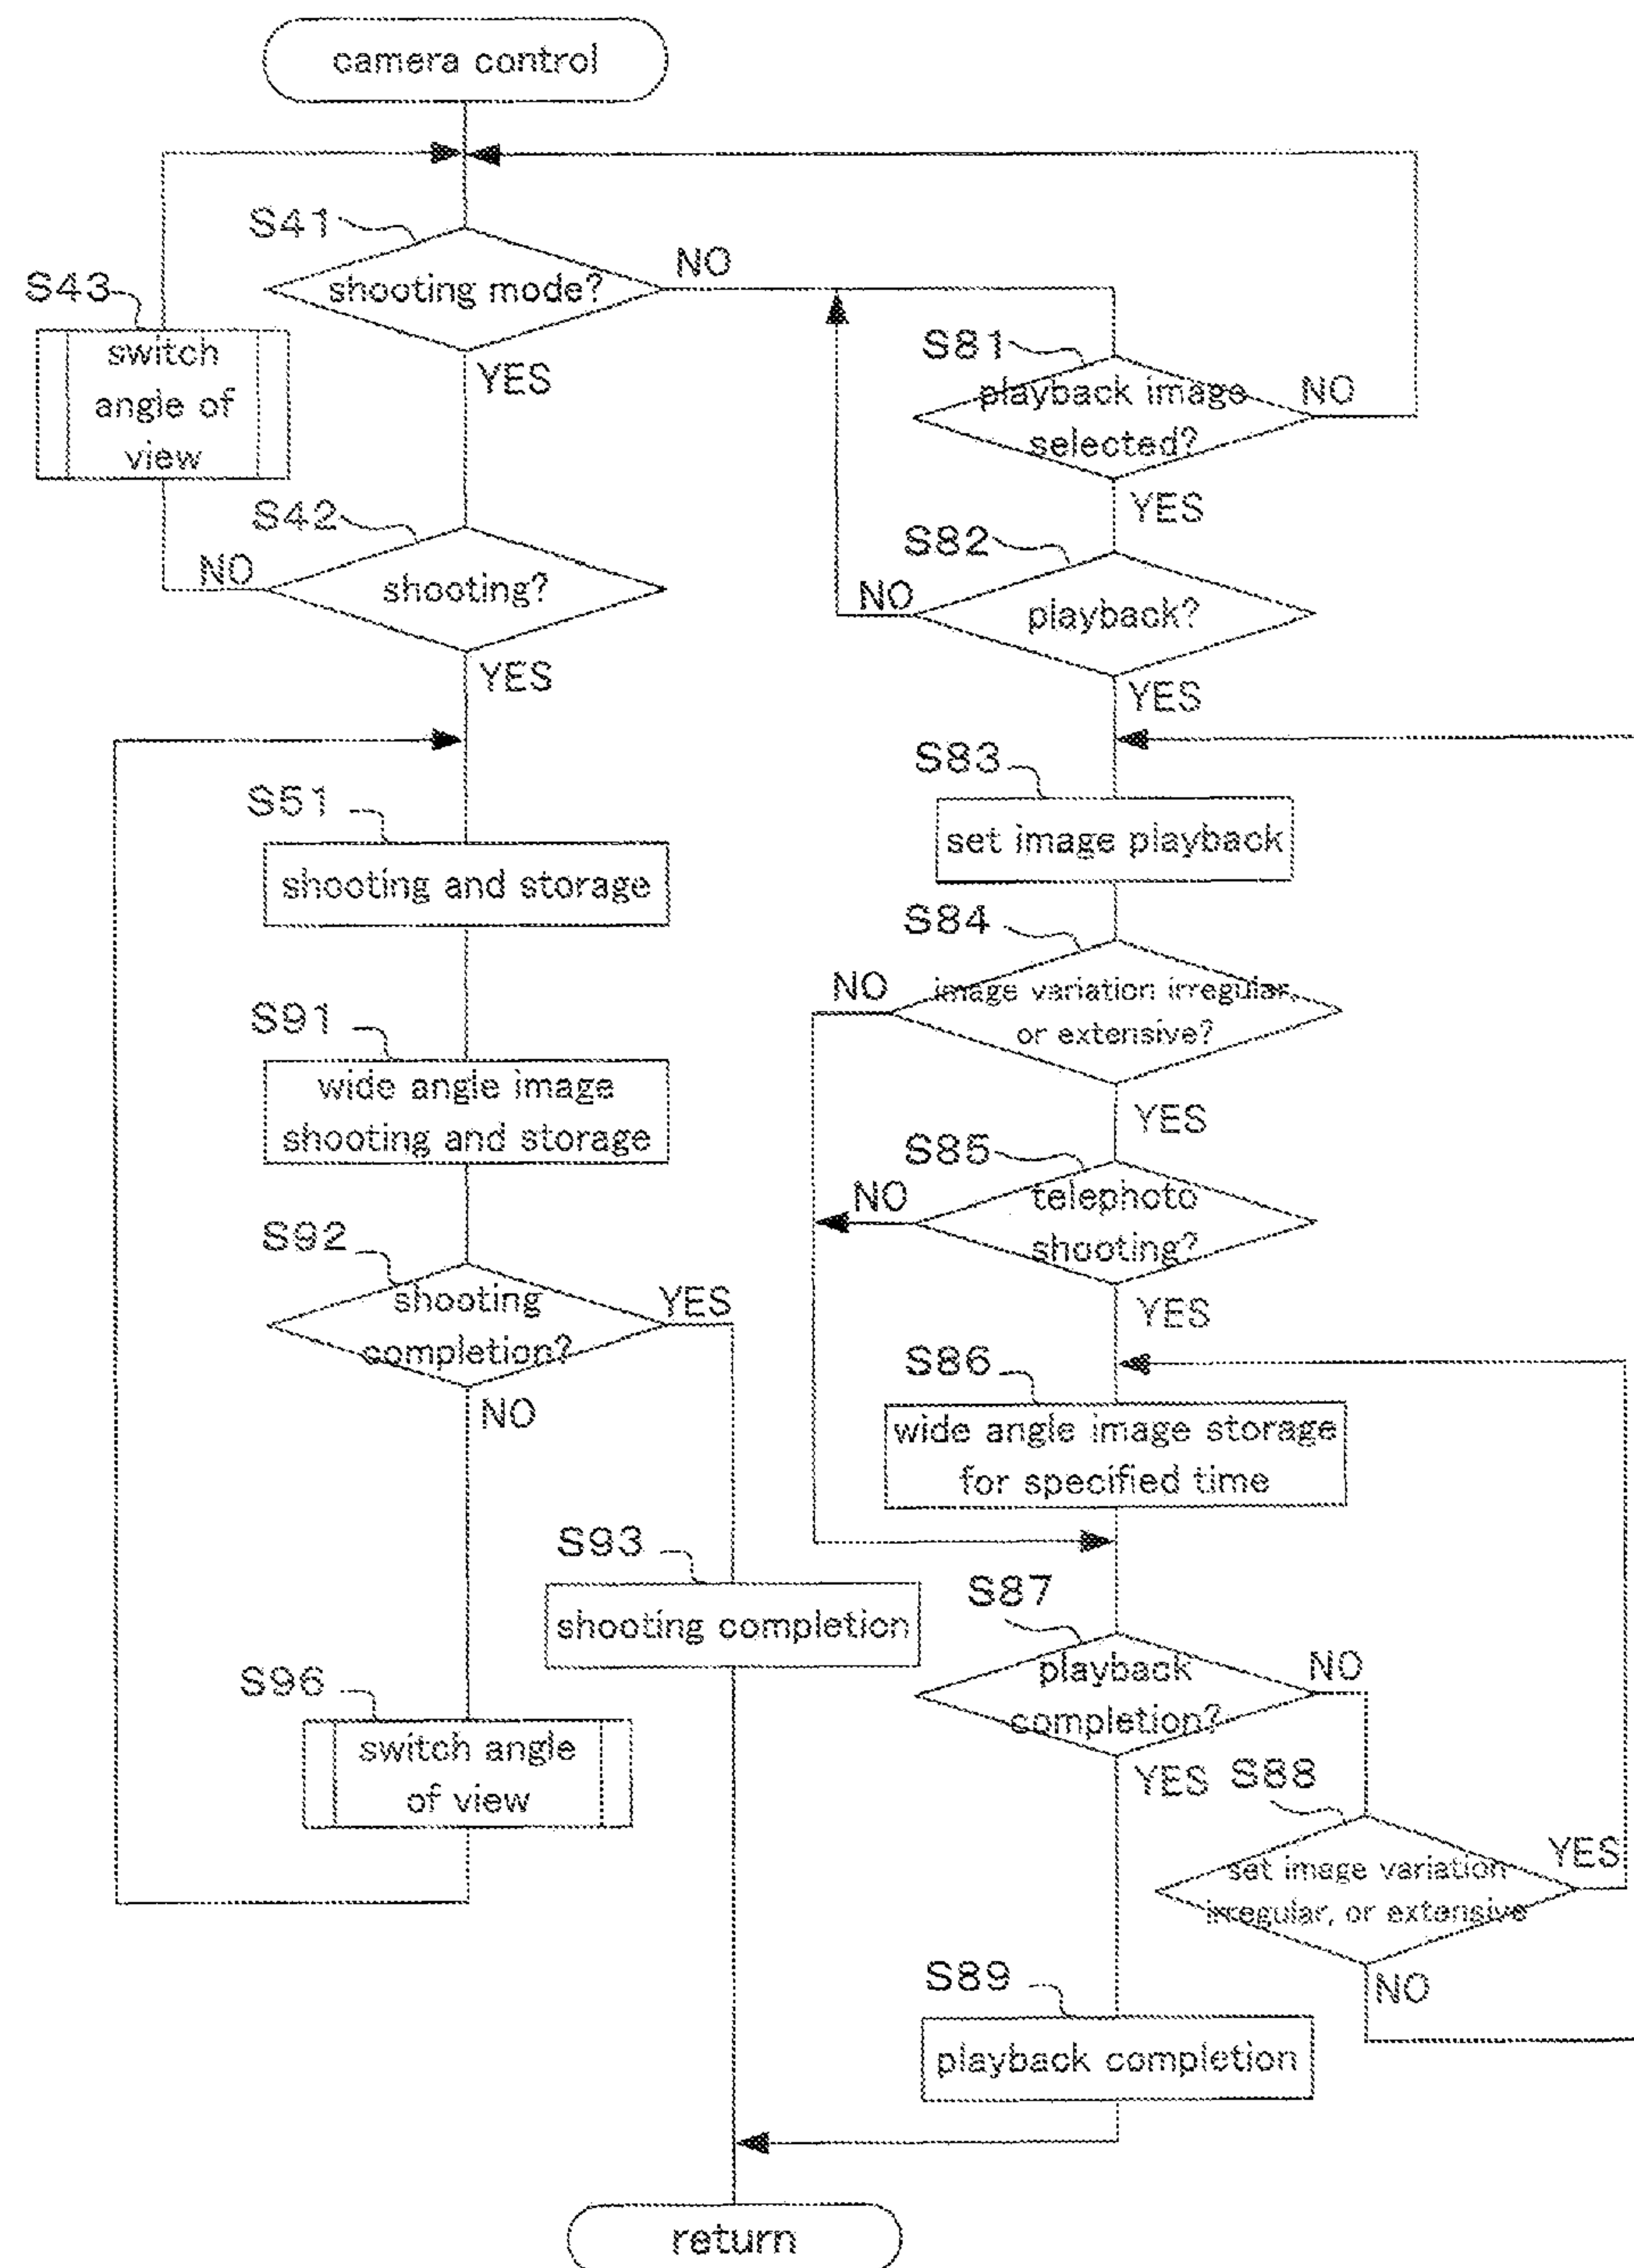 camera control
S41
shooting mode?
NO
YES
S43
switch
angle of
view
S42
shooting?
NO
YES
S51
shooting and storage
S91
wide angle image
shooting and storage
S92
shooting
completion?
YES
NO
S93
shooting completion
S96
switch angle
of view
S81
playback image
selected?
NO
YES
S82
playback?
NO
YES
S83
set image playback
S84
image variation irregular,
or extensive?
NO
YES
S85
telephoto
shooting?
NO
YES
S86
wide angle image storage
for specified time
S87
playback
completion?
NO
YES
S88
set image variation
irregular, or extensive
YES
NO
S89
playback completion
return